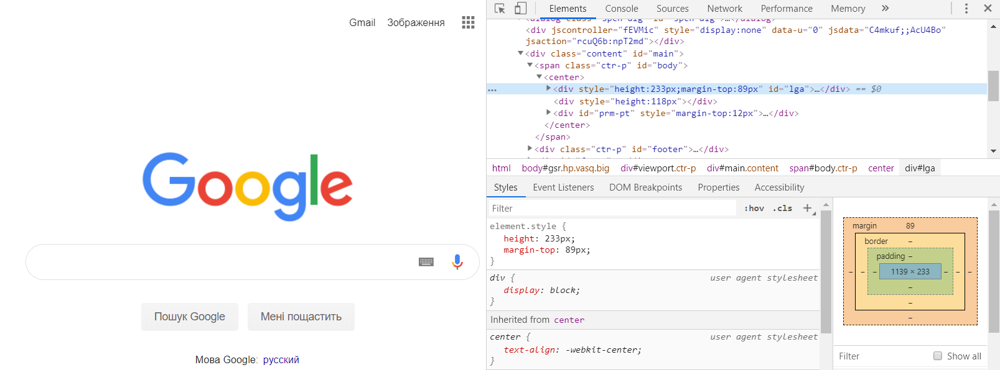 Gmail Зображення
Google
Пошук Google Мені пощастить
Мова Google: русский
Elements Console Sources Network Performance Memory »
<div jscontroller="fEVMic" style="display:none" data-u="0" jsdata="C4mkuf;;AcU4Bo"
jsaction="rcuQ6b:npT2md"></div>
<div class="content" id="main">
<span class="ctr-p" id="body">
<center>
… <div style="height:233px;margin-top:89px" id="lga">…</div> == $0
<div style="height:118px"></div>
<div id="prm-pt" style="margin-top:12px">…</div>
</center>
</span>
<div class="ctr-p" id="footer">…</div>
html body#gsr.hp.vasq.big div#viewport.ctr-p div#main.content span#body.ctr-p center div#lga
Styles Event Listeners DOM Breakpoints Properties Accessibility
Filter :hov .cls +
element.style {
height: 233px;
margin-top: 89px;
}
div { user agent stylesheet
display: block;
}
Inherited from center
center { user agent stylesheet
text-align: -webkit-center;
}
margin 89
border –
padding –
– – – 1139 × 233 – – –
–
–
–
Filter Show all